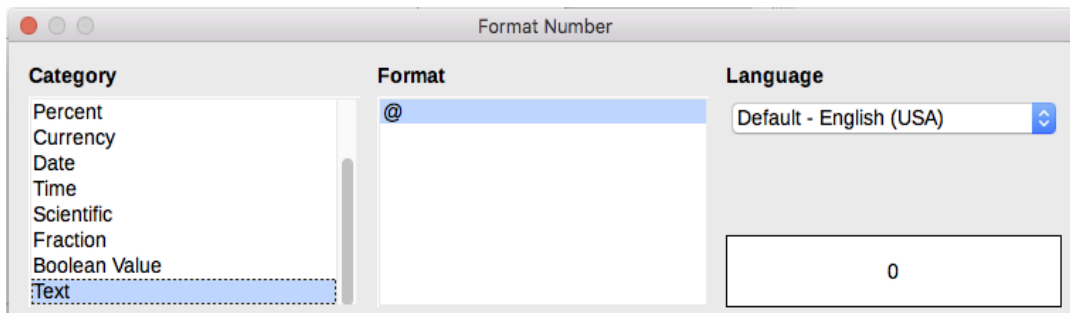 Format Number
Category
Percent
Currency
Date
Time
Scientific
Fraction
Boolean Value
Text
Format
@
Language
Default - English (USA)
0